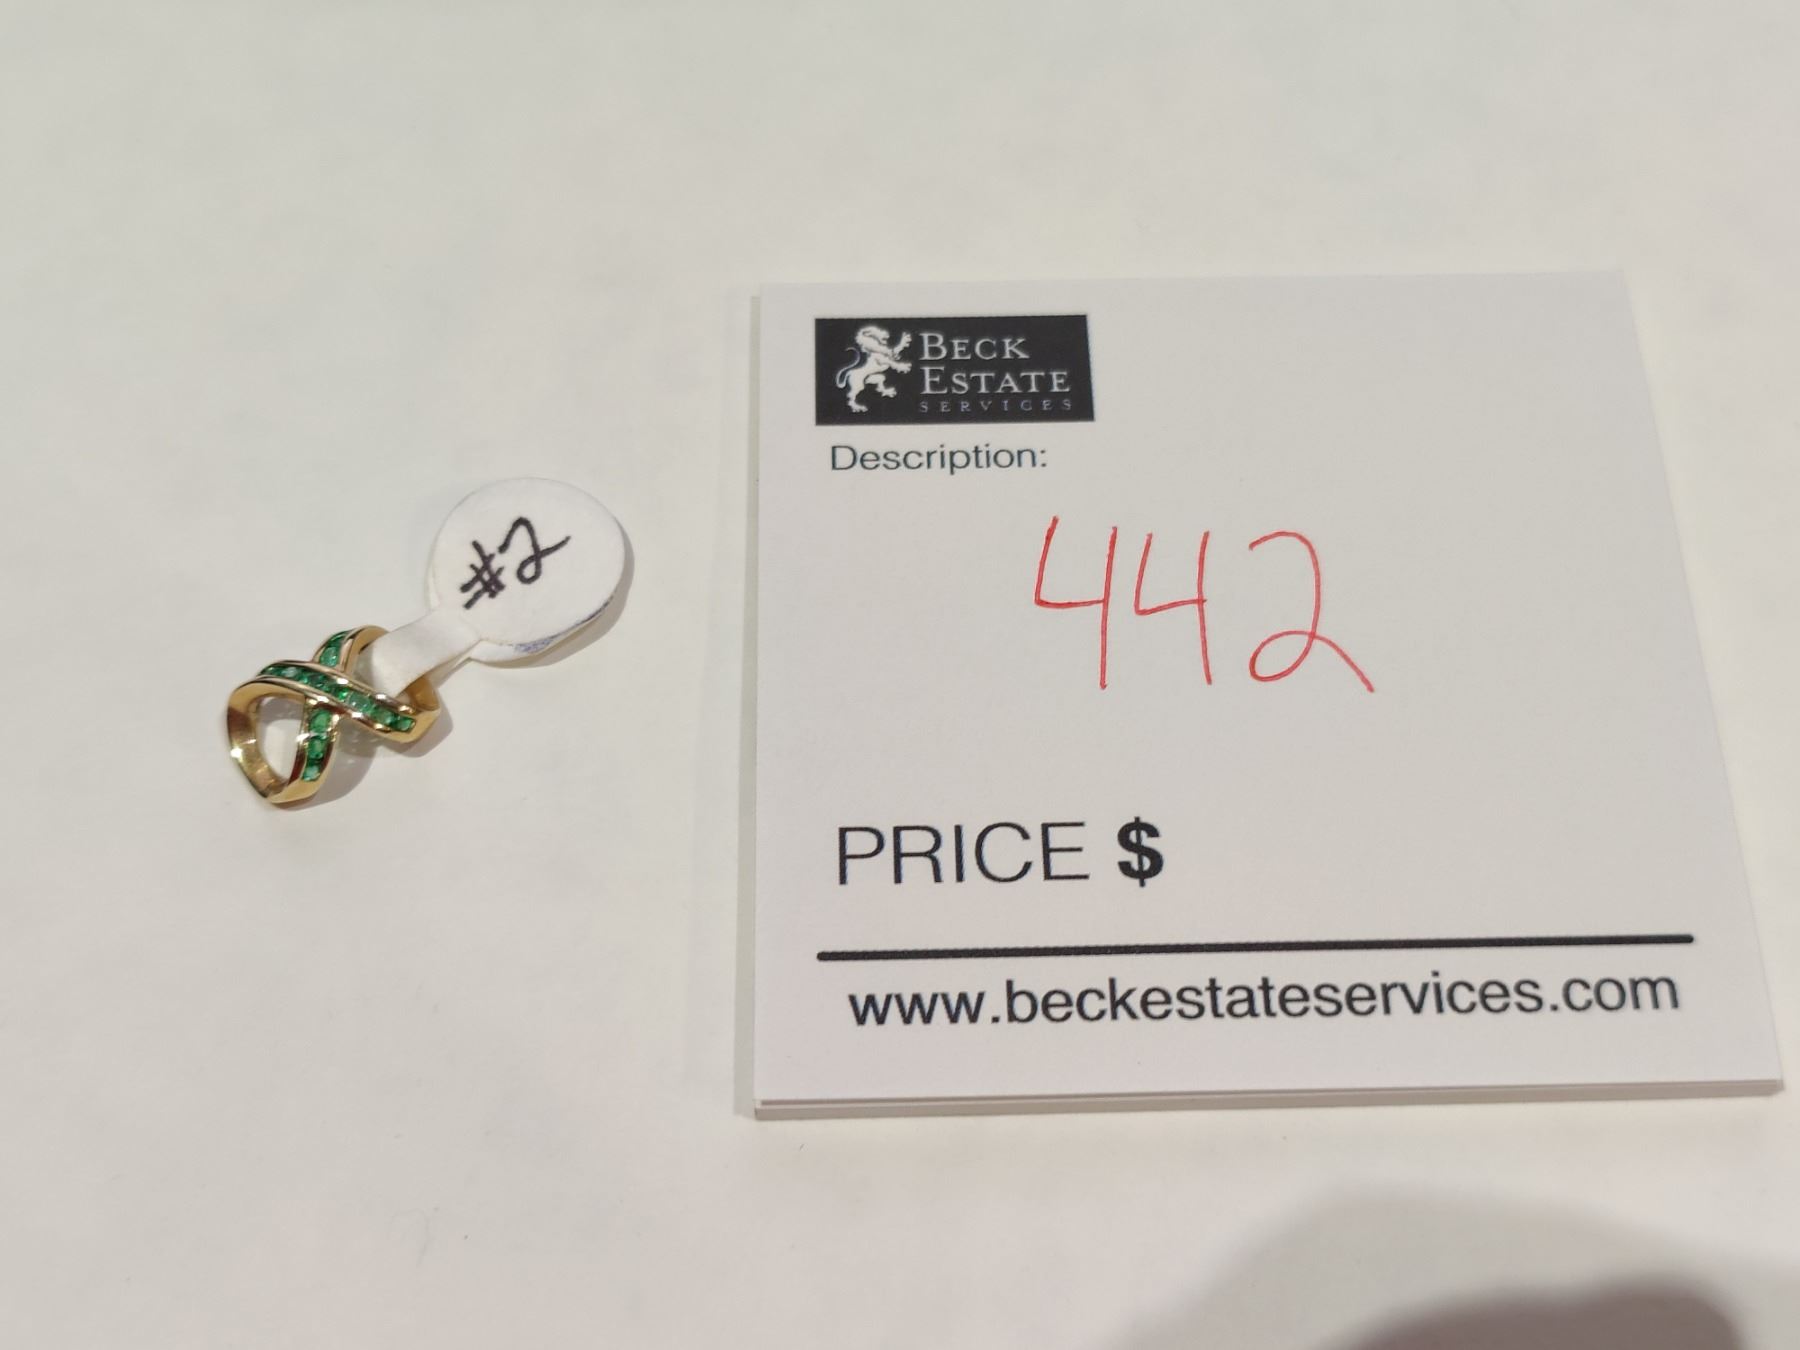 #2
BECK
ESTATE
SERVICES
Description:
442
PRICE $
www.beckestateservices.com